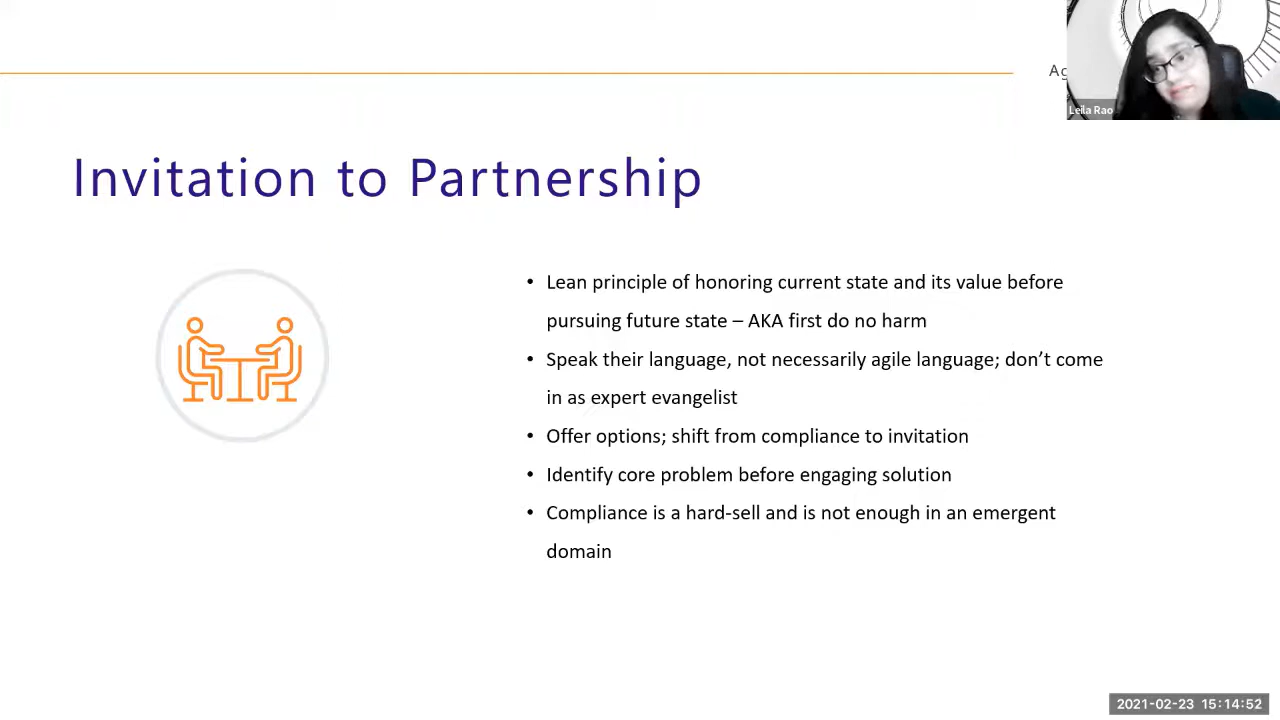 Ag
Leila Rao
Invitation to Partnership
• Lean principle of honoring current state and its value before
pursuing future state – AKA first do no harm
• Speak their language, not necessarily agile language; don’t come
in as expert evangelist
• Offer options; shift from compliance to invitation
• Identify core problem before engaging solution
• Compliance is a hard-sell and is not enough in an emergent
domain
2021-02-23 15:14:52